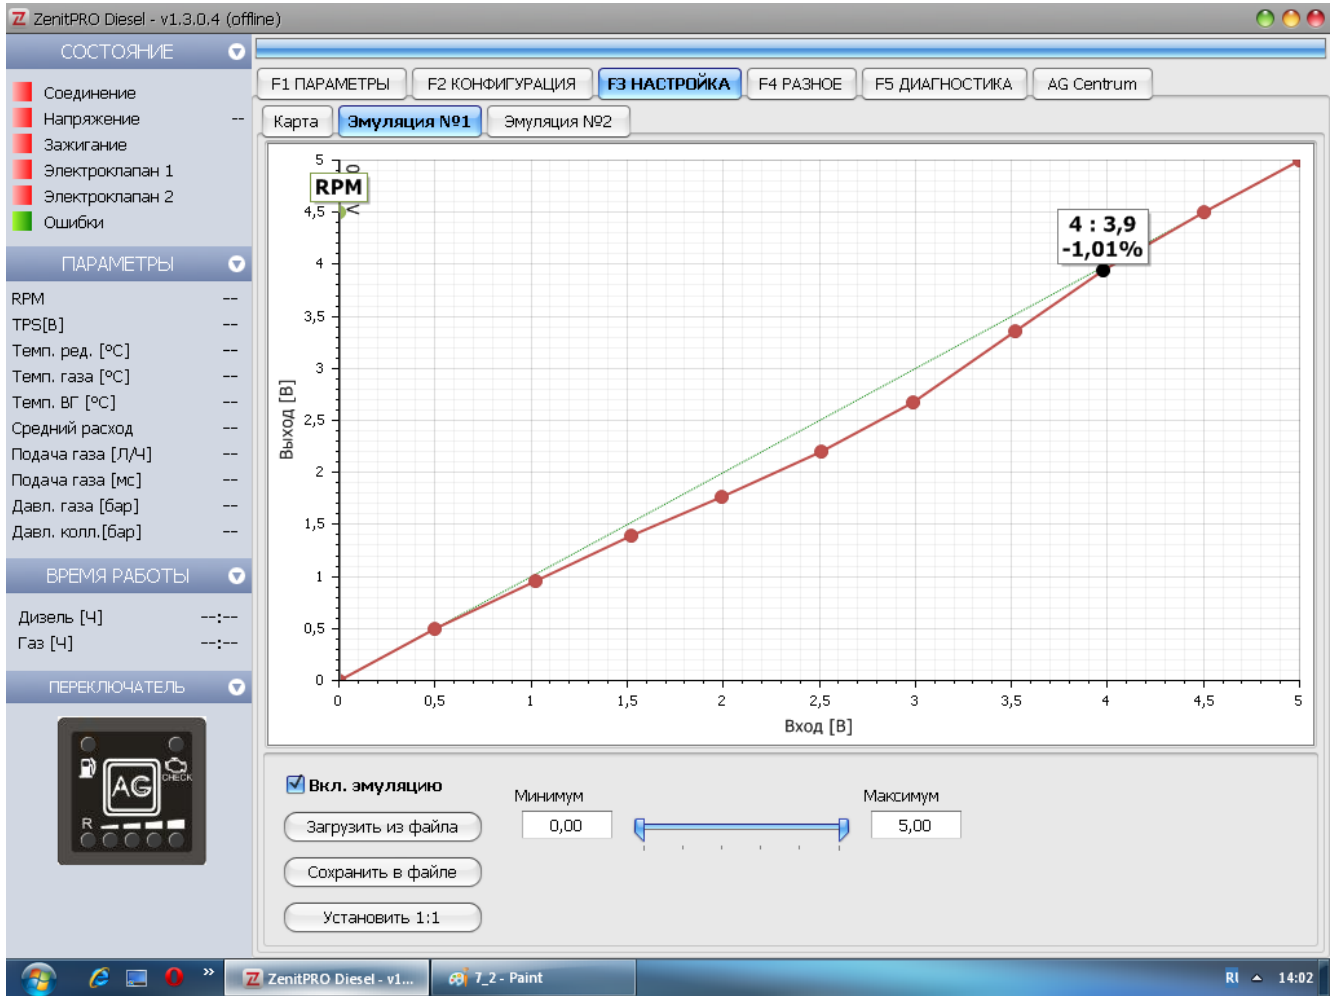 ZenitPRO Diesel - v1.3.0.4 (offline)
СОСТОЯНИЕ
Соединение
Напряжение --
Зажигание
Электроклапан 1
Электроклапан 2
Ошибки
ПАРАМЕТРЫ
RPM --
TPS[В] --
Темп. ред. [°C] --
Темп. газа [°C] --
Темп. ВГ [°C] --
Средний расход --
Подача газа [Л/Ч] --
Подача газа [мс] --
Давл. газа [бар] --
Давл. колл.[бар] --
ВРЕМЯ РАБОТЫ
Дизель [Ч] --:--
Газ [Ч] --:--
ПЕРЕКЛЮЧАТЕЛЬ
AG
CHECK
R
F1 ПАРАМЕТРЫ F2 КОНФИГУРАЦИЯ F3 НАСТРОЙКА F4 РАЗНОЕ F5 ДИАГНОСТИКА AG Centrum
Карта Эмуляция №1 Эмуляция №2
5
RPM
4,5
4 : 3,9
-1,01%
4
3,5
3
2,5
2
1,5
1
0,5
0
Выход [В]
0 0,5 1 1,5 2 2,5 3 3,5 4 4,5 5
Вход [В]
Вкл. эмуляцию
Минимум Максимум
Загрузить из файла 0,00 5,00
Сохранить в файле
Установить 1:1
» ZenitPRO Diesel - v1... 7_2 - Paint 14:02